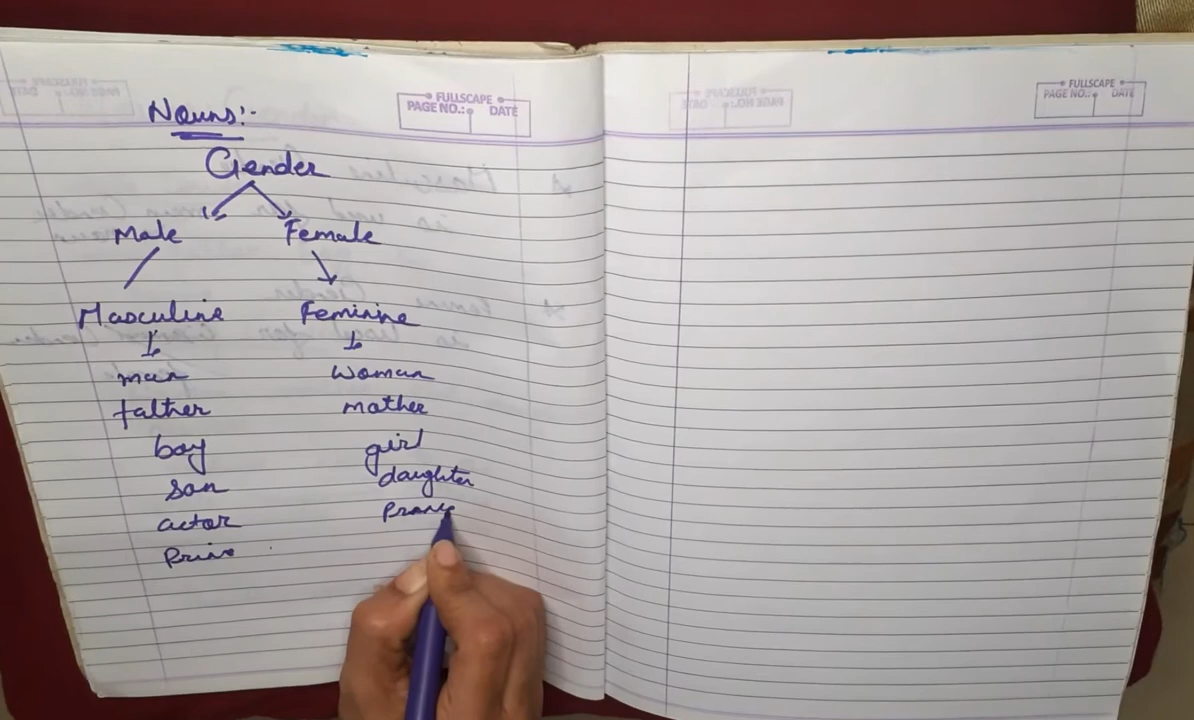 FULLSCAPE
PAGE NO.: DATE
FULLSCAPE
PAGE NO.: DATE
Nouns:-
Gender
Male Female
Masculine Feminine
man woman
father mother
boy girl
son daughter
actor